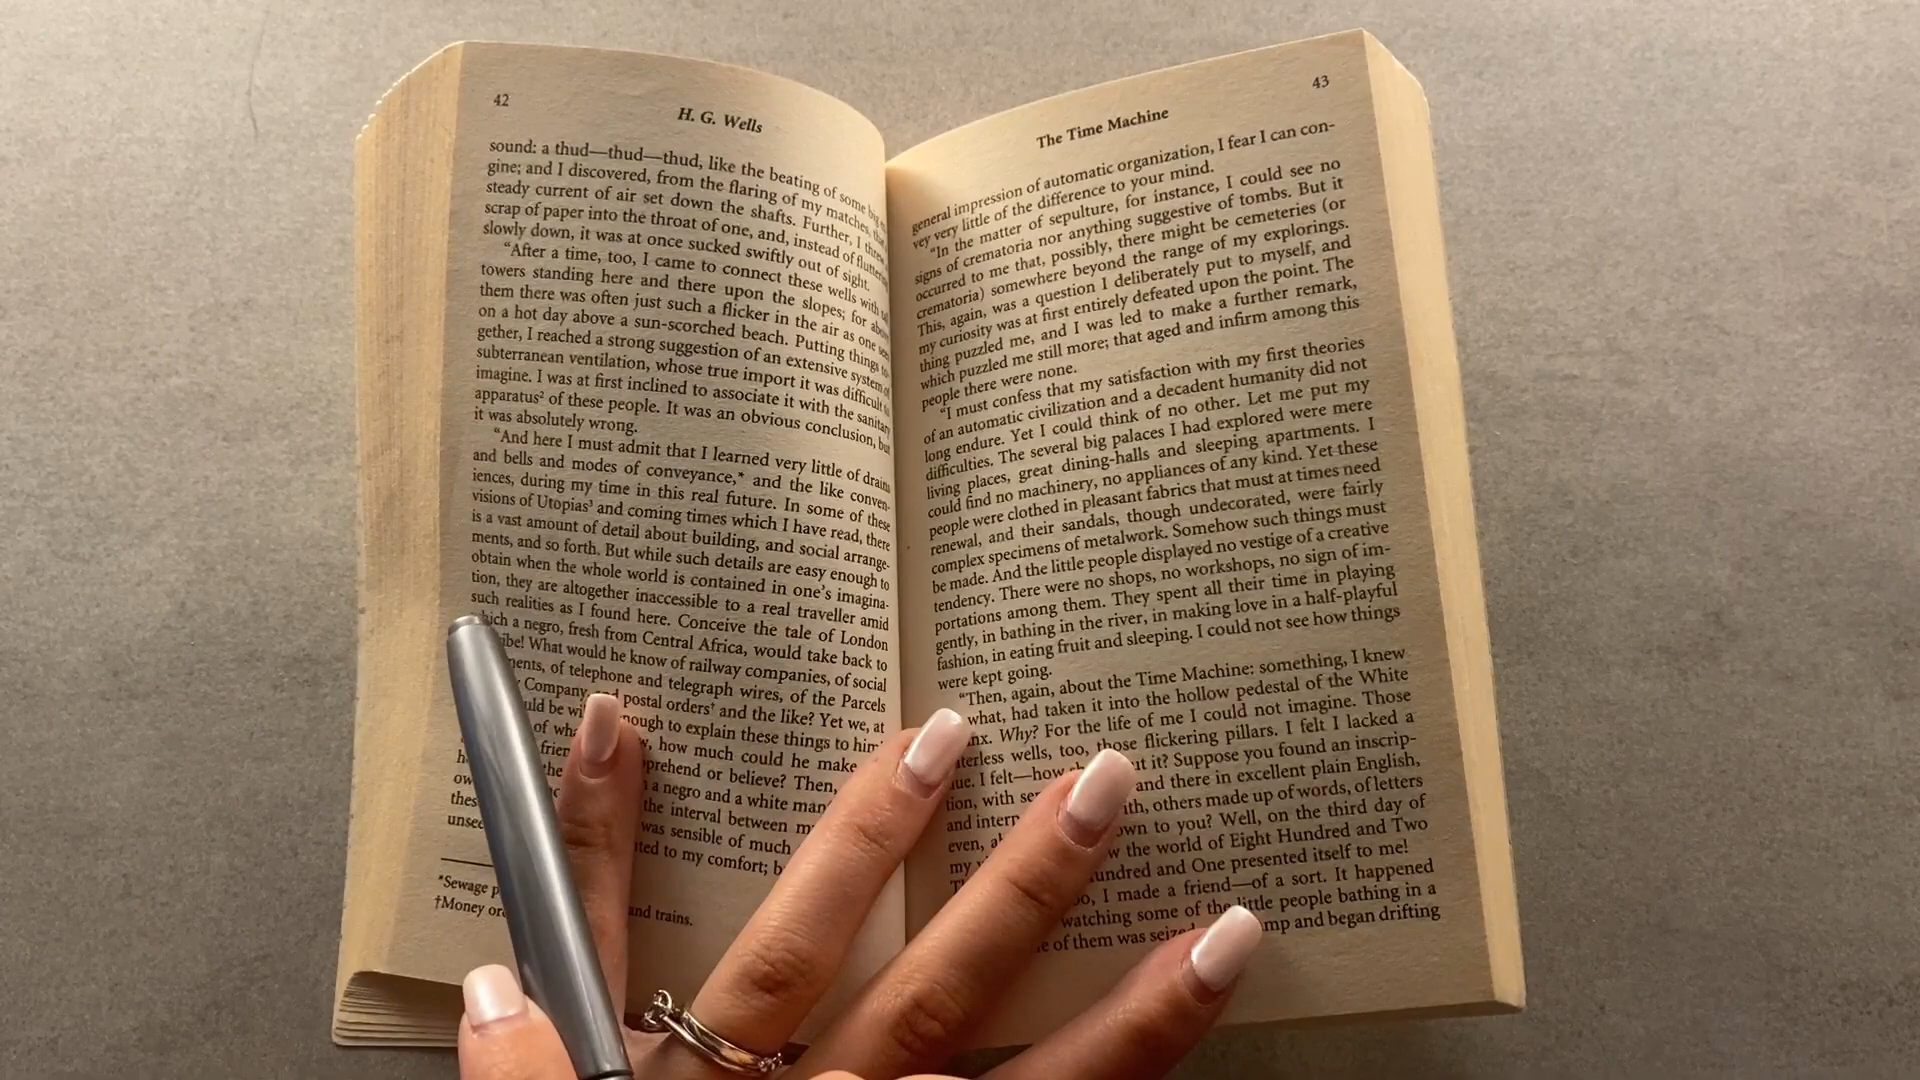 42
H. G. Wells
sound: a thud—thud—thud, like the beating of some big
gine; and I discovered, from the flaring of my matches, that
steady current of air set down the shafts. Further, I threw
scrap of paper into the throat of one, and, instead of fluttering
slowly down, it was at once sucked swiftly out of sight.
“After a time, too, I came to connect these wells with
towers standing here and there upon the slopes; for above
them there was often just such a flicker in the air as one sees
on a hot day above a sun-scorched beach. Putting things to-
gether, I reached a strong suggestion of an extensive system of
subterranean ventilation, whose true import it was difficult to
imagine. I was at first inclined to associate it with the sanitary
apparatus² of these people. It was an obvious conclusion, but
it was absolutely wrong.
“And here I must admit that I learned very little of drains
and bells and modes of conveyance,* and the like conven-
iences, during my time in this real future. In some of these
visions of Utopias³ and coming times which I have read, there
is a vast amount of detail about building, and social arrange-
ments, and so forth. But while such details are easy enough to
obtain when the whole world is contained in one’s imagina-
tion, they are altogether inaccessible to a real traveller amid
such realities as I found here. Conceive the tale of London
which a negro, fresh from Central Africa, would take back to
What would he know of railway companies, of social
of telephone and telegraph wires, of the Parcels
Company, and postal orders† and the like? Yet we, at
be enough to explain these things to him!
of how much could he make
or believe? Then,
a negro and a white man
the interval between
was sensible of much
to my comfort;
*Sewage
†Money and trains.
43
The Time Machine
general impression of automatic organization, I fear I can con-
vey very little of the difference to your mind.
“In the matter of sepulture, for instance, I could see no
signs of crematoria nor anything suggestive of tombs. But it
occurred to me that, possibly, there might be cemeteries (or
crematoria) somewhere beyond the range of my explorings.
This, again, was a question I deliberately put to myself, and
my curiosity was at first entirely defeated upon the point. The
thing puzzled me, and I was led to make a further remark,
which puzzled me still more; that aged and infirm among this
people there were none.
“I must confess that my satisfaction with my first theories
of an automatic civilization and a decadent humanity did not
long endure. Yet I could think of no other. Let me put my
difficulties. The several big palaces I had explored were mere
living places, great dining-halls and sleeping apartments. I
could find no machinery, no appliances of any kind. Yet these
people were clothed in pleasant fabrics that must at times need
renewal, and their sandals, though undecorated, were fairly
complex specimens of metalwork. Somehow such things must
be made. And the little people displayed no vestige of a creative
tendency. There were no shops, no workshops, no sign of im-
portations among them. They spent all their time in playing
gently, in bathing in the river, in making love in a half-playful
fashion, in eating fruit and sleeping. I could not see how things
were kept going.
“Then, again, about the Time Machine: something, I knew
what, had taken it into the hollow pedestal of the White
Why? For the life of me I could not imagine. Those
wells, too, those flickering pillars. I felt I lacked a
I felt—how it? Suppose you found an inscrip-
tion, with and there in excellent plain English,
and others made up of words, of letters
even, to you? Well, on the third day of
my the world of Eight Hundred and Two
and One presented itself to me!
I made a friend—of a sort. It happened
watching some of the little people bathing in a
of them was and began drifting